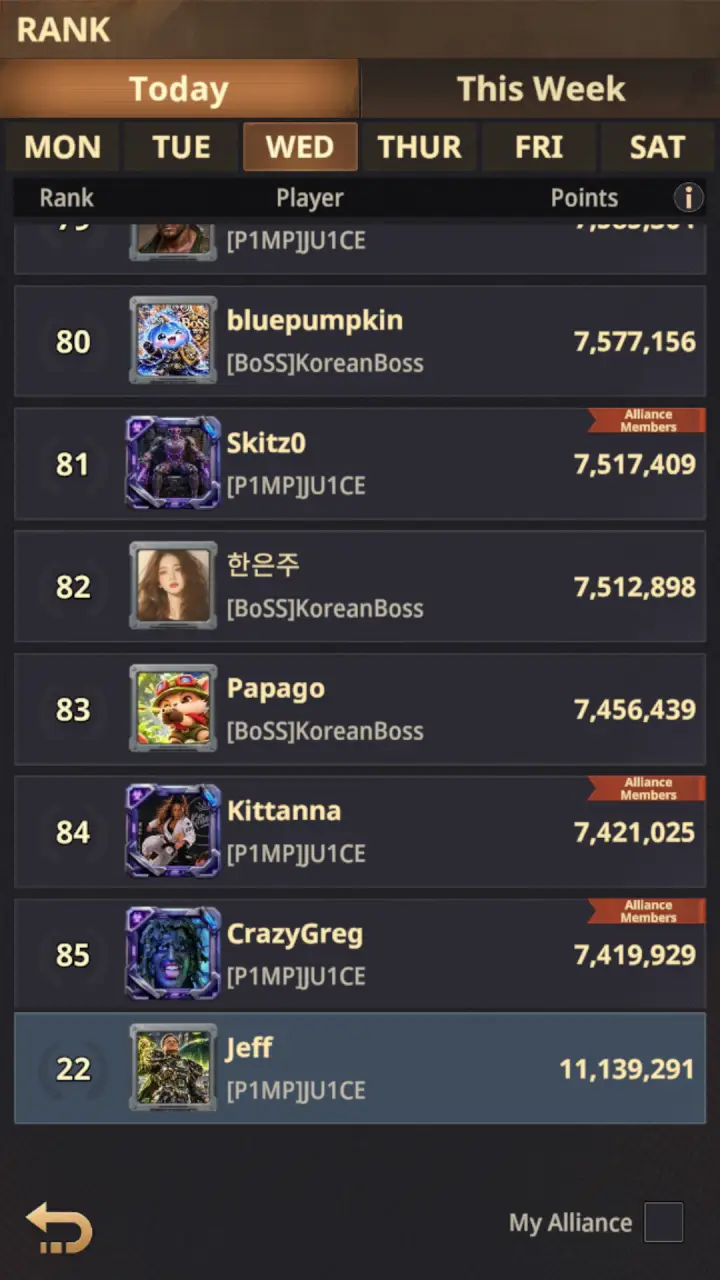 RANK
Today
This Week
MON TUE WED THUR FRI SAT
Rank Player Points i
[P1MP]JU1CE
80 bluepumpkin 7,577,156
[BoSS]KoreanBoss
Alliance Members
81 Skitz0 7,517,409
[P1MP]JU1CE
82 한은주 7,512,898
[BoSS]KoreanBoss
83 Papago 7,456,439
[BoSS]KoreanBoss
Alliance Members
84 Kittanna 7,421,025
[P1MP]JU1CE
Alliance Members
85 CrazyGreg 7,419,929
[P1MP]JU1CE
22 Jeff 11,139,291
[P1MP]JU1CE
My Alliance